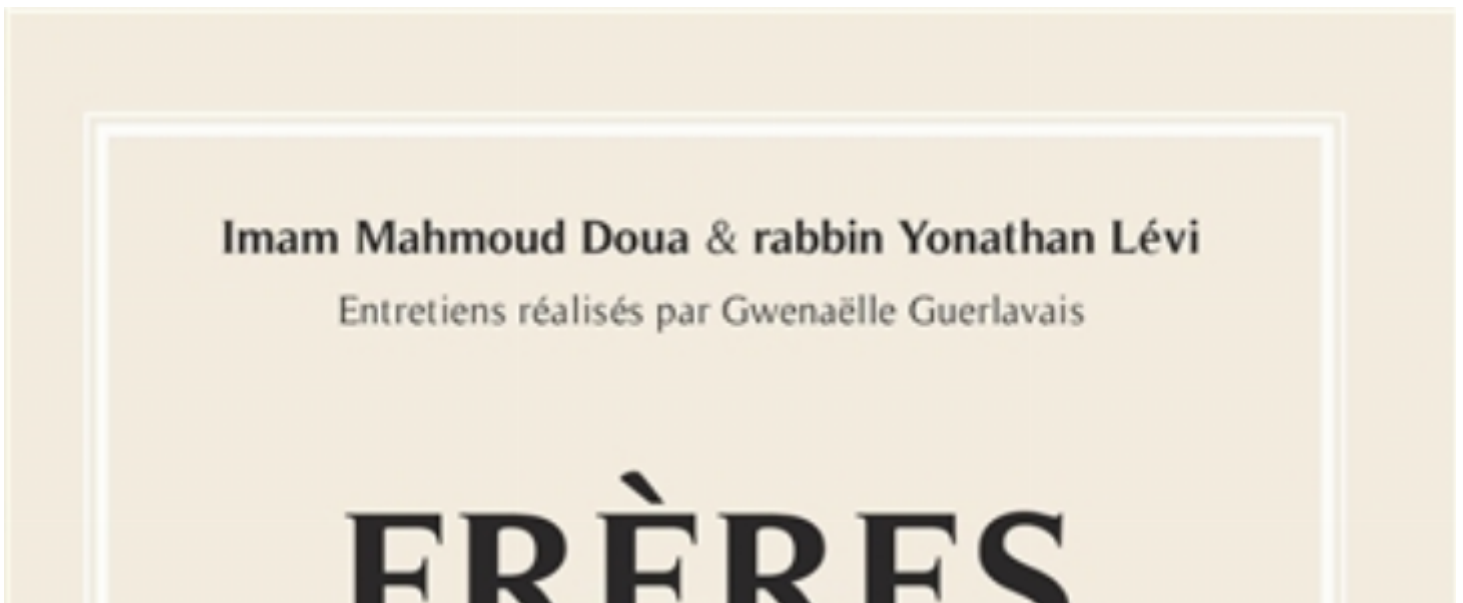 Imam Mahmoud Doua & rabbin Yonathan Lévi
Entretiens réalisés par Gwenaëlle Guerlavais
FRÈRES